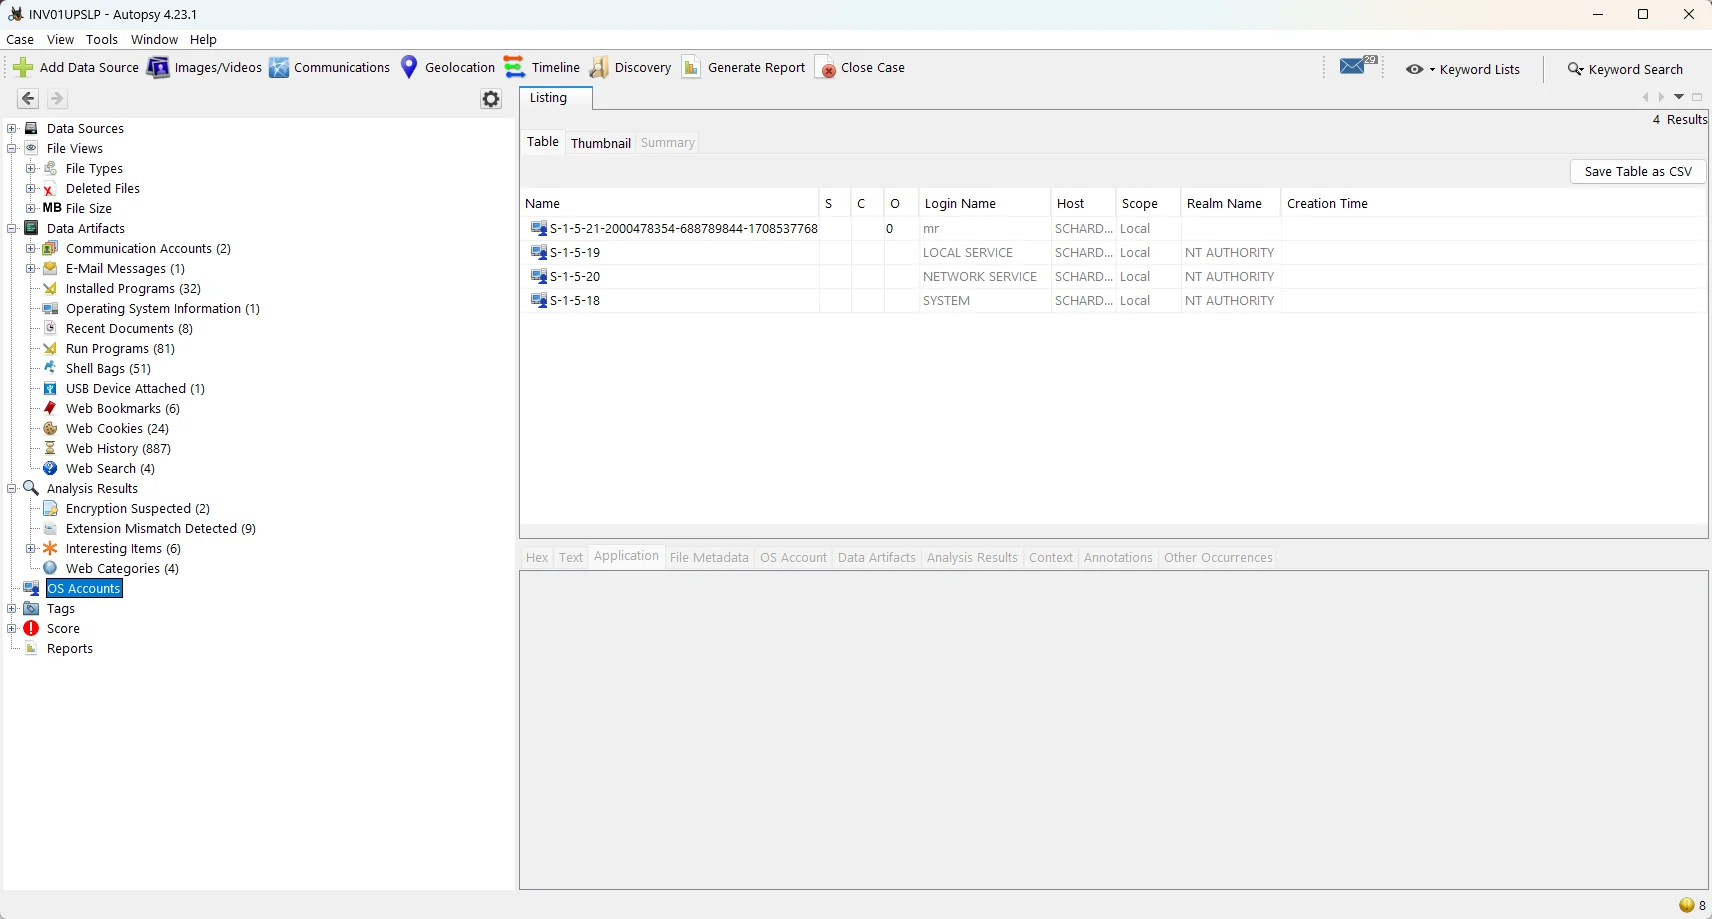 INV01UPSLP - Autopsy 4.23.1
Case View Tools Window Help
Add Data Source Images/Videos Communications Geolocation Timeline Discovery Generate Report Close Case 29 Keyword Lists Keyword Search
Data Sources
File Views
File Types
Deleted Files
MB File Size
Data Artifacts
Communication Accounts (2)
E-Mail Messages (1)
Installed Programs (32)
Operating System Information (1)
Recent Documents (8)
Run Programs (81)
Shell Bags (51)
USB Device Attached (1)
Web Bookmarks (6)
Web Cookies (24)
Web History (887)
Web Search (4)
Analysis Results
Encryption Suspected (2)
Extension Mismatch Detected (9)
Interesting Items (6)
Web Categories (4)
OS Accounts
Tags
Score
Reports
Listing
4 Results
Table Thumbnail Summary
Save Table as CSV
Name S C O Login Name Host Scope Realm Name Creation Time
S-1-5-21-2000478354-688789844-1708537768 0 mr SCHARD... Local
S-1-5-19 LOCAL SERVICE SCHARD... Local NT AUTHORITY
S-1-5-20 NETWORK SERVICE SCHARD... Local NT AUTHORITY
S-1-5-18 SYSTEM SCHARD... Local NT AUTHORITY
Hex Text Application File Metadata OS Account Data Artifacts Analysis Results Context Annotations Other Occurrences
8